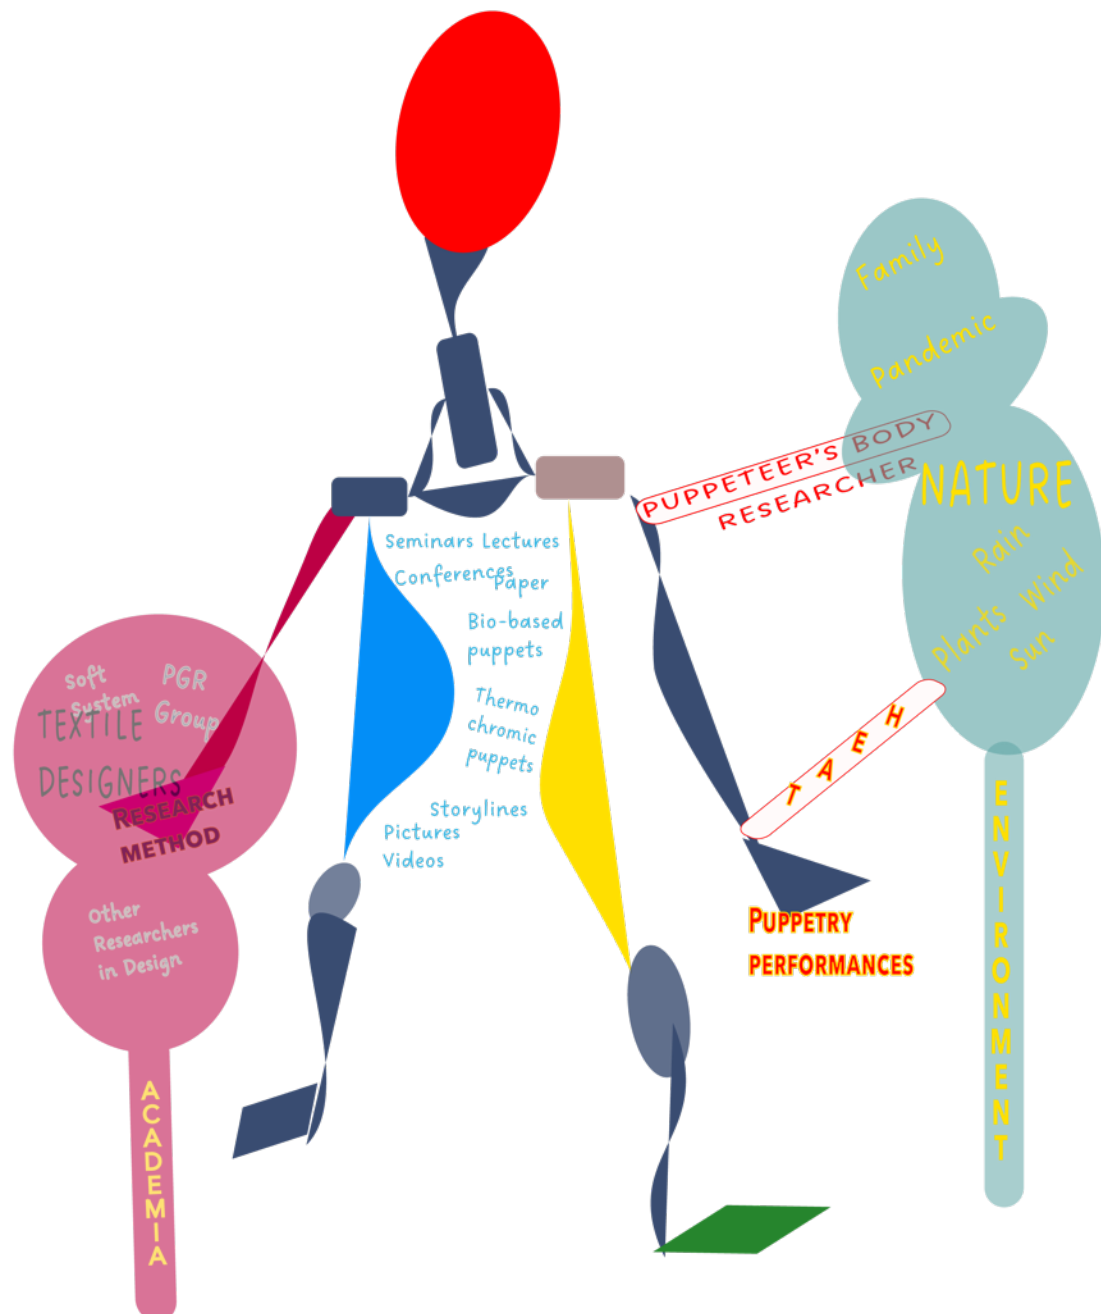 Family
Pandemic
PUPPETEER'S BODY
RESEARCHER
NATURE
Rain
Wind
Plants
Sun
HEAT
ENVIRONMENT
Seminars Lectures
Conferences
Paper
Bio-based
puppets
Thermo
chromic
puppets
Storylines
Pictures
Videos
Soft
System
PGR
Group
TEXTILE
DESIGNERS
RESEARCH
METHOD
Other
Researchers
in Design
ACADEMIA
PUPPETRY
PERFORMANCES